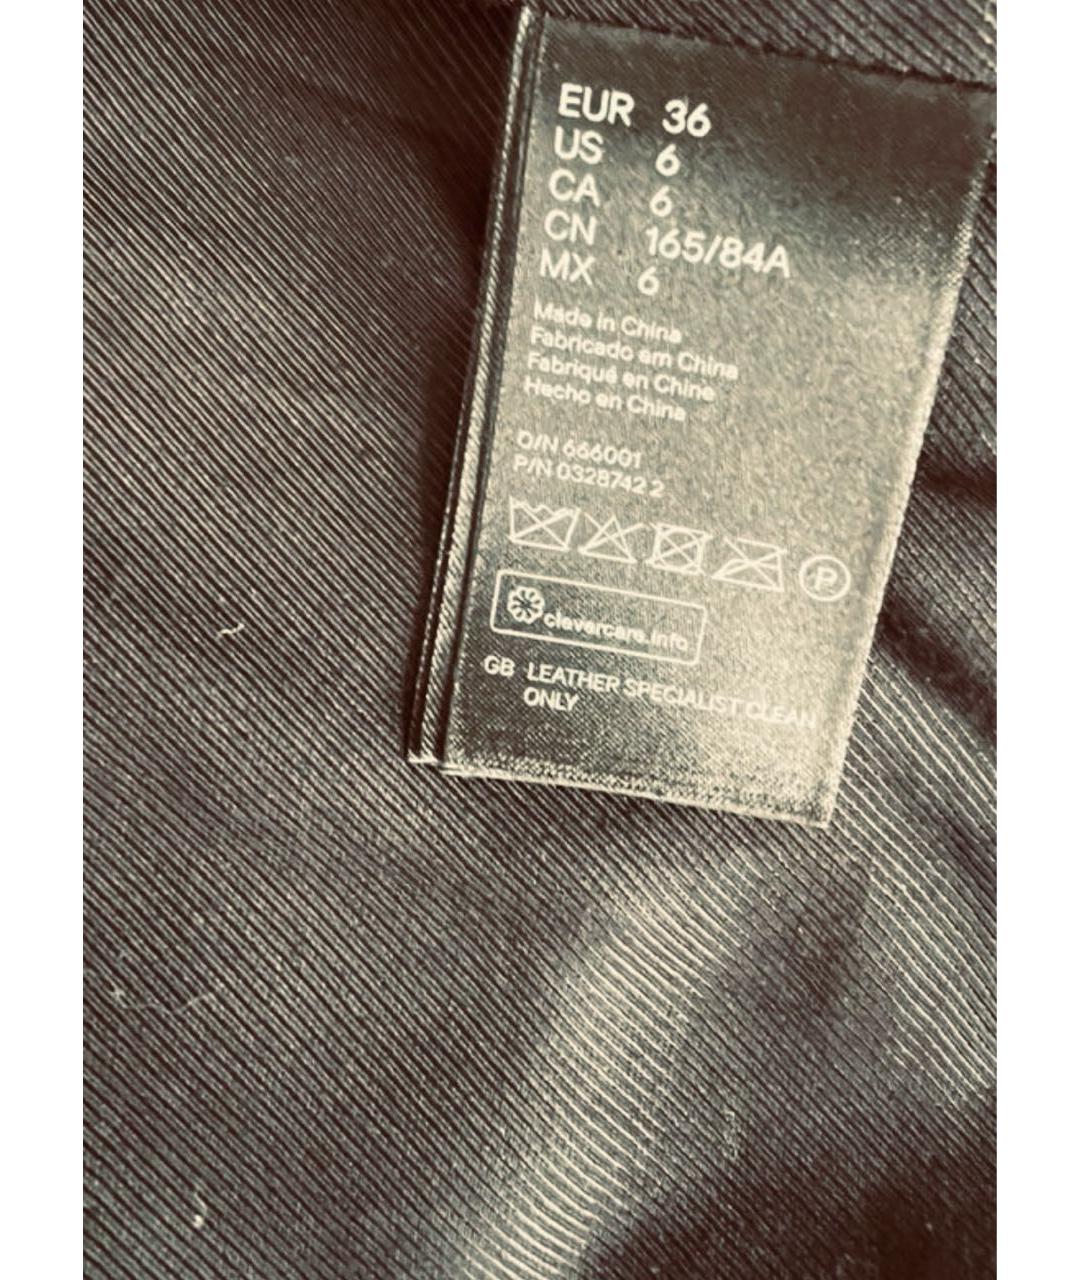 EUR 36
US 6
CA 6
CN 165/84A
MX 6
Made in China
Fabricado em China
Fabriqué en Chine
Hecho en China
O/N 666001
P/N 0328742 2
P
clevercare.info
GB LEATHER SPECIALIST CLEAN
ONLY